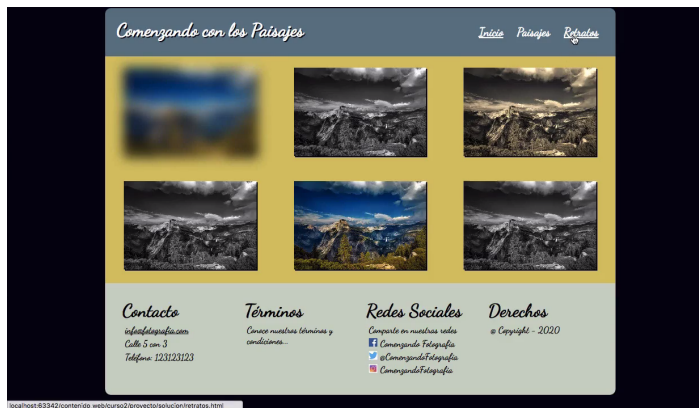 Comenzando con los Paisajes
Inicio Paisajes Retratos
Contacto
info@fotografia.com
Calle 5 con 3
Teléfono: 123123123
Términos
Conoce nuestros términos y
condiciones...
Redes Sociales
Comparte en nuestras redes
Comenzando Fotografía
@ComenzandoFotografia
ComenzandoFotografia
Derechos
© Copyright - 2020
localhost:63342/contenido_web/curso2/proyecto/solucion/retratos.html